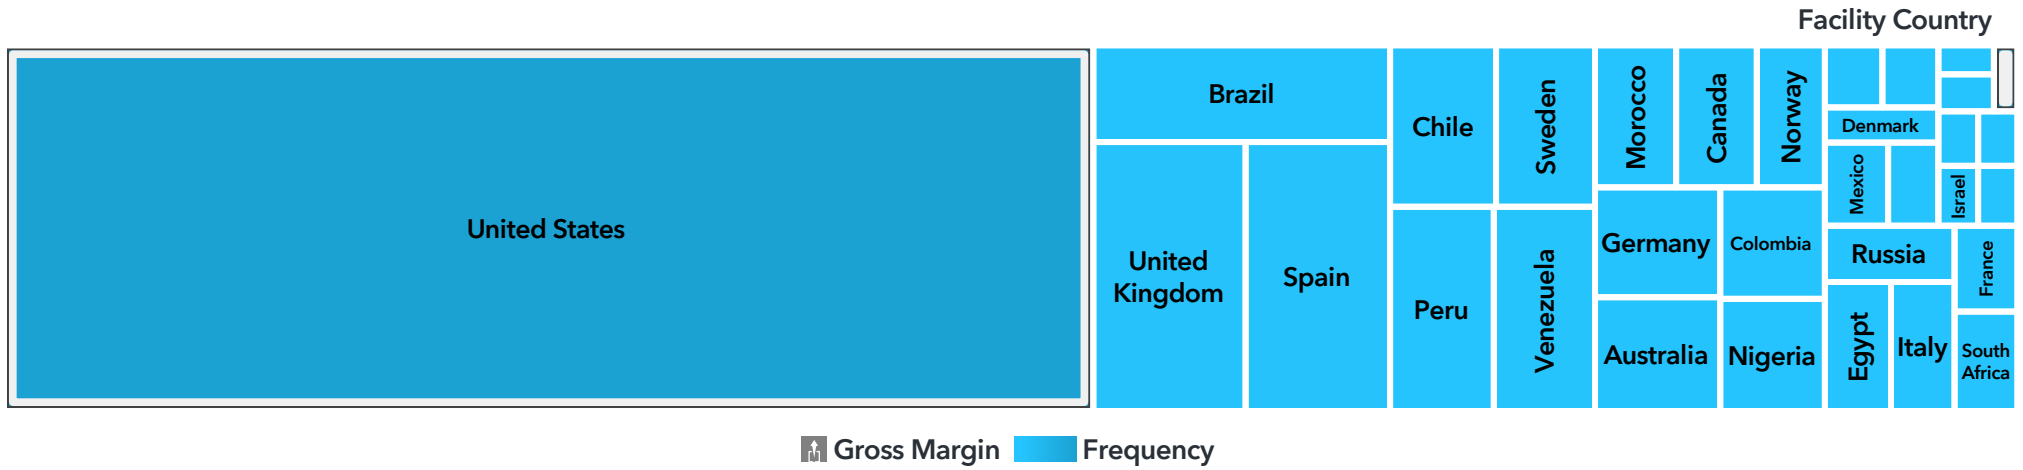 Facility Country
United States
Brazil
United
Kingdom
Spain
Chile
Sweden
Peru
Venezuela
Morocco
Canada
Norway
Germany
Colombia
Australia
Nigeria
Denmark
Mexico
Israel
Russia
France
Egypt
Italy
South
Africa
Gross Margin
Frequency